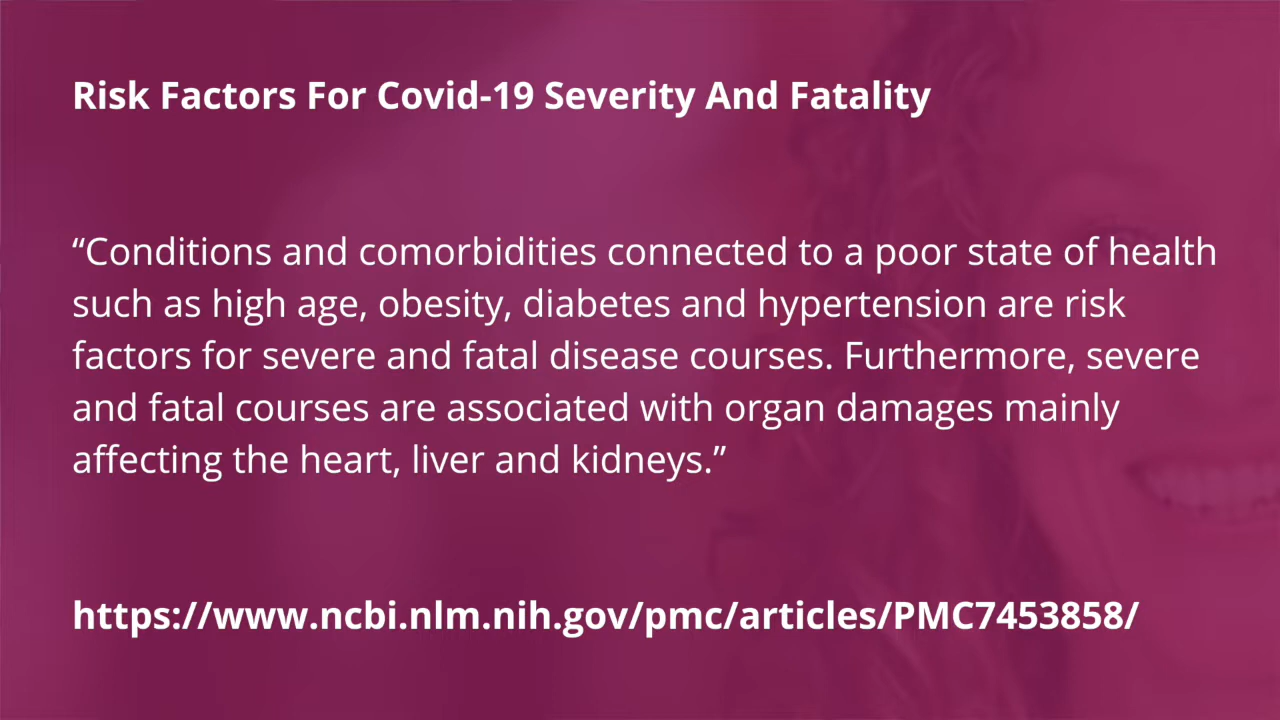 Risk Factors For Covid-19 Severity And Fatality
“Conditions and comorbidities connected to a poor state of health
such as high age, obesity, diabetes and hypertension are risk
factors for severe and fatal disease courses. Furthermore, severe
and fatal courses are associated with organ damages mainly
affecting the heart, liver and kidneys.”
https://www.ncbi.nlm.nih.gov/pmc/articles/PMC7453858/